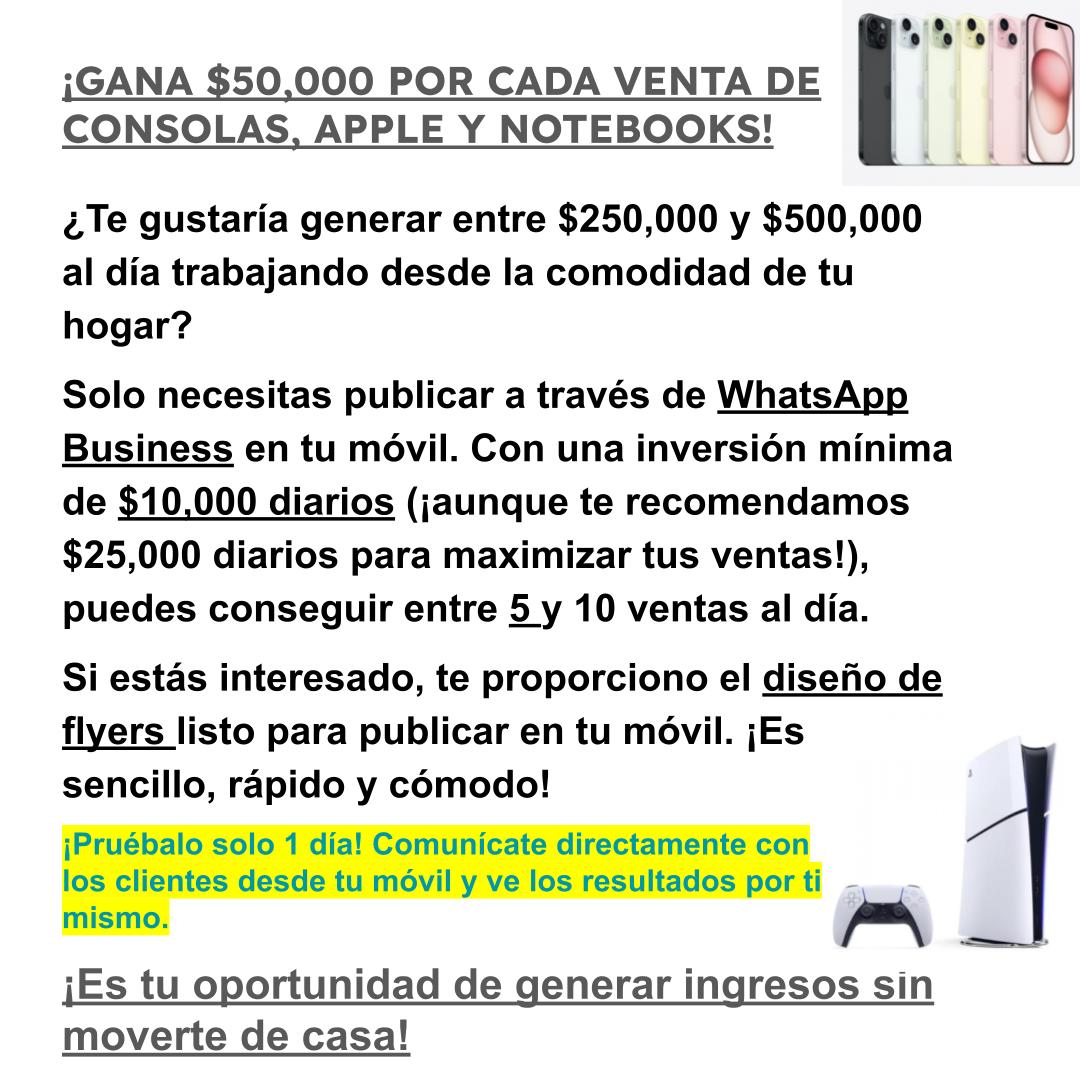 ¡GANA $50,000 POR CADA VENTA DE
CONSOLAS, APPLE Y NOTEBOOKS!
¿Te gustaría generar entre $250,000 y $500,000
al día trabajando desde la comodidad de tu
hogar?
Solo necesitas publicar a través de WhatsApp
Business en tu móvil. Con una inversión mínima
de $10,000 diarios (¡aunque te recomendamos
$25,000 diarios para maximizar tus ventas!),
puedes conseguir entre 5 y 10 ventas al día.
Si estás interesado, te proporciono el diseño de
flyers listo para publicar en tu móvil. ¡Es
sencillo, rápido y cómodo!
¡Pruébalo solo 1 día! Comunícate directamente con
los clientes desde tu móvil y ve los resultados por ti
mismo.
¡Es tu oportunidad de generar ingresos sin
moverte de casa!